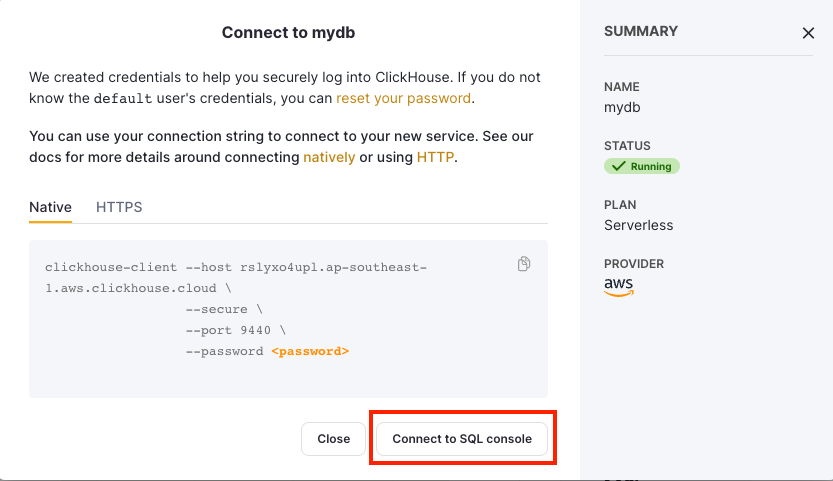 Connect to mydb
We created credentials to help you securely log into ClickHouse. If you do not
know the default user's credentials, you can reset your password.
You can use your connection string to connect to your new service. See our
docs for more details around connecting natively or using HTTP.
Native HTTPS
clickhouse-client --host rslyxo4upl.ap-southeast-
1.aws.clickhouse.cloud \
--secure \
--port 9440 \
--password <password>
Close Connect to SQL console
SUMMARY
NAME
mydb
STATUS
Running
PLAN
Serverless
PROVIDER
aws